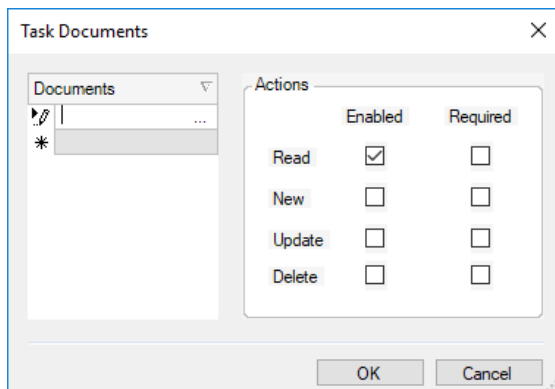 Task Documents
Documents
...
Actions
Enabled Required
Read
New
Update
Delete
OK Cancel